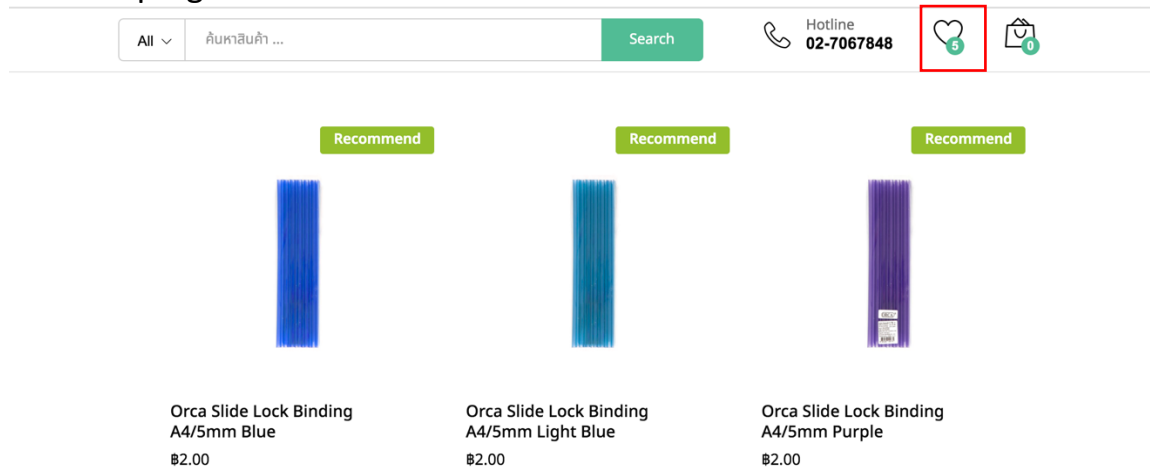 All
ค้นหาสินค้า ...
Search
Hotline
02-7067848
5
0
Recommend
Recommend
Recommend
Orca Slide Lock Binding
A4/5mm Blue
฿2.00
Orca Slide Lock Binding
A4/5mm Light Blue
฿2.00
Orca Slide Lock Binding
A4/5mm Purple
฿2.00